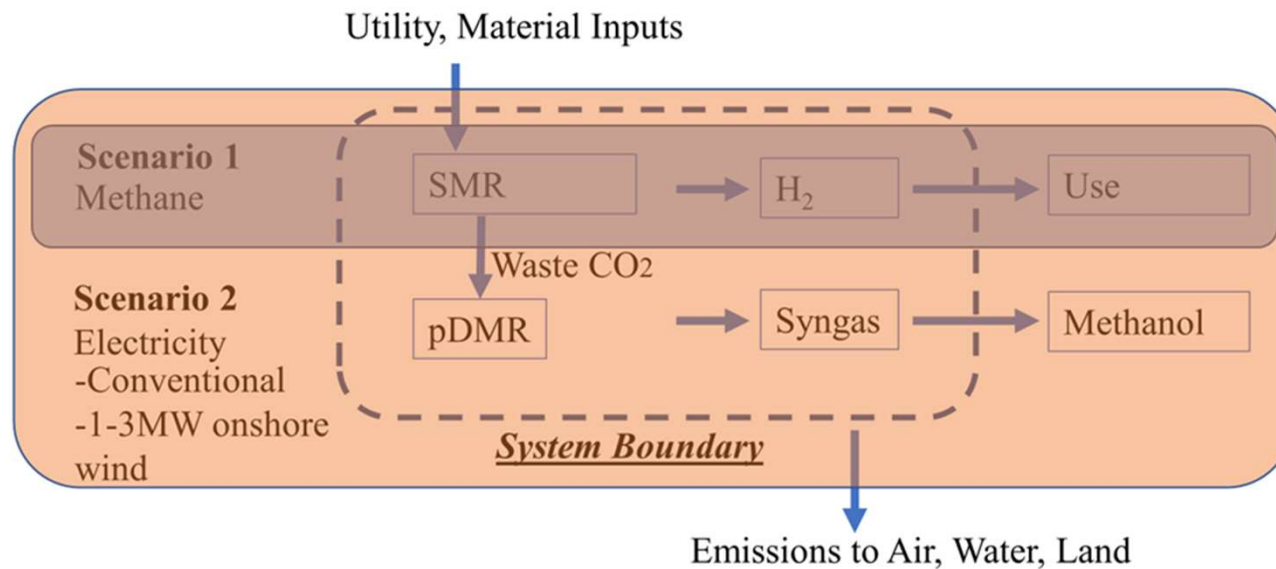 Utility, Material Inputs
Scenario 1
Methane
SMR
H₂
Use
Waste CO2
Scenario 2
Electricity
-Conventional
-1-3MW onshore
wind
pDMR
Syngas
Methanol
System Boundary
Emissions to Air, Water, Land